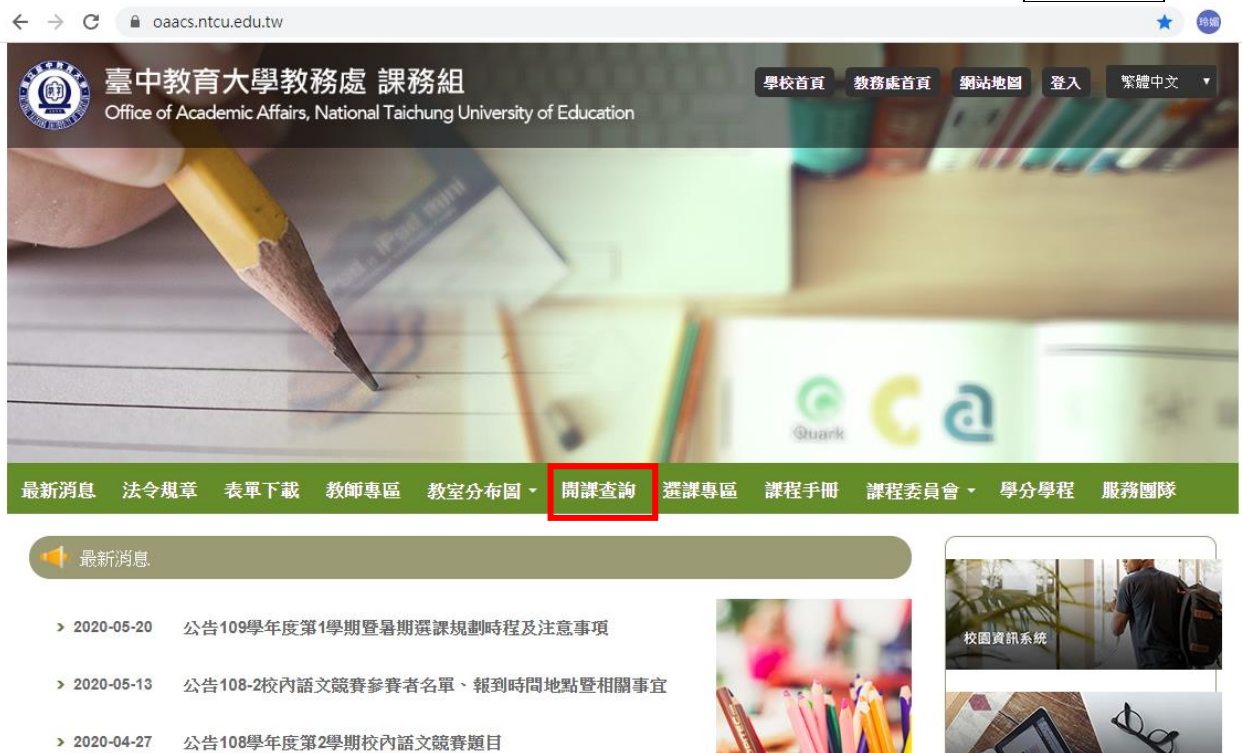 oaacs.ntcu.edu.tw
玲媚
臺中教育大學教務處 課務組
Office of Academic Affairs, National Taichung University of Education
學校首頁 教務處首頁 網站地圖 登入 繁體中文
iPad mini
Quark
最新消息 法令規章 表單下載 教師專區 教室分布圖 開課查詢 選課專區 課程手冊 課程委員會 學分學程 服務團隊
最新消息
2020-05-20 公告109學年度第1學期暨暑期選課規劃時程及注意事項
校園資訊系統
2020-05-13 公告108-2校內語文競賽參賽者名單、報到時間地點暨相關事宜
2020-04-27 公告108學年度第2學期校內語文競賽題目